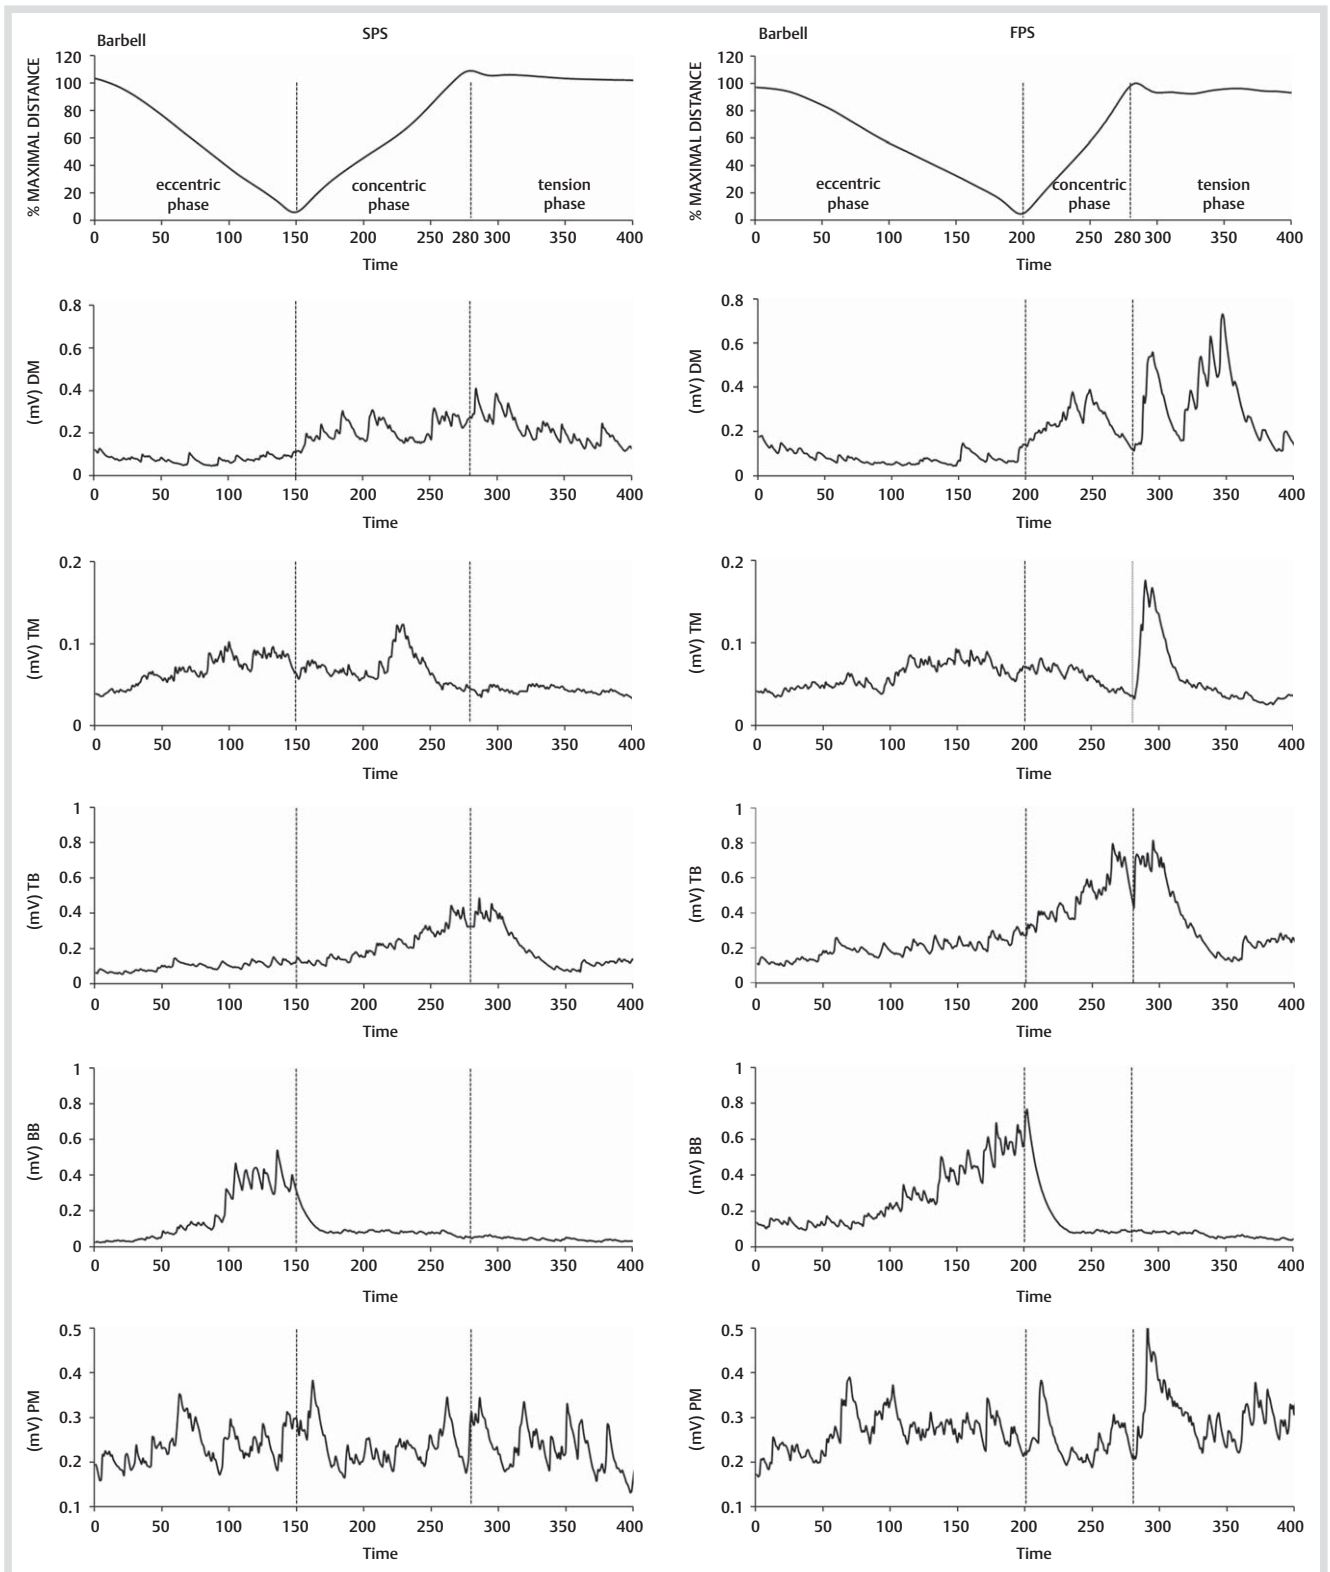 Barbell SPS
% MAXIMAL DISTANCE
120
100
80
60
40
20
0
eccentric phase
concentric phase
tension phase
0 50 100 150 200 250 280 300 350 400
Time
Barbell FPS
% MAXIMAL DISTANCE
120
100
80
60
40
20
0
eccentric phase
concentric phase
tension phase
0 50 100 150 200 250 280 300 350 400
Time
(mV) DM
0.8
0.6
0.4
0.2
0
0 50 100 150 200 250 300 350 400
Time
(mV) DM
0.8
0.6
0.4
0.2
0
0 50 100 150 200 250 300 350 400
Time
(mV) TM
0.2
0.1
0
0 50 100 150 200 250 300 350 400
Time
(mV) TM
0.2
0.1
0
0 50 100 150 200 250 300 350 400
Time
(mV) TB
1
0.8
0.6
0.4
0.2
0
0 50 100 150 200 250 300 350 400
Time
(mV) TB
1
0.8
0.6
0.4
0.2
0
0 50 100 150 200 250 300 350 400
Time
(mV) BB
1
0.8
0.6
0.4
0.2
0
0 50 100 150 200 250 300 350 400
Time
(mV) BB
1
0.8
0.6
0.4
0.2
0
0 50 100 150 200 250 300 350 400
Time
(mV) PM
0.5
0.4
0.3
0.2
0.1
0 50 100 150 200 250 300 350 400
Time
(mV) PM
0.5
0.4
0.3
0.2
0.1
0 50 100 150 200 250 300 350 400
Time